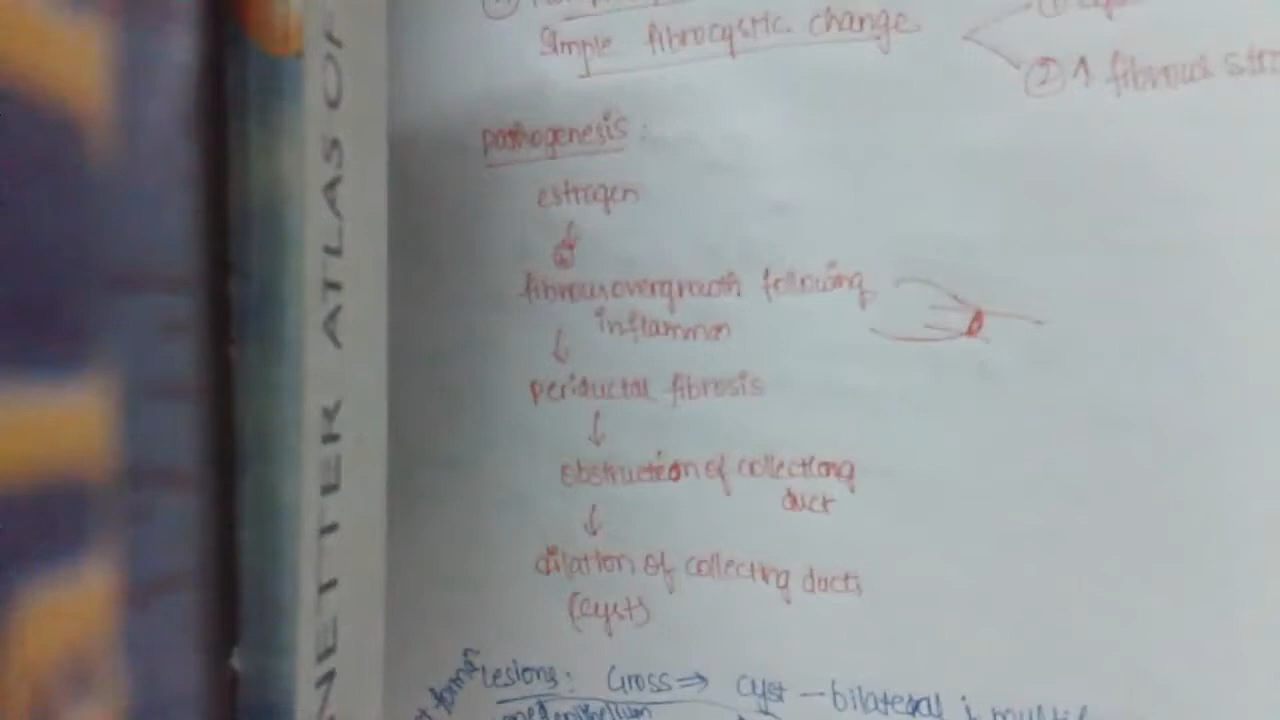 Simple fibrocystic change
② ↑ fibrous
pathogenesis:
estrogen
↓
fibrous overgrowth following
inflammn
↓
periductal fibrosis
↓
obstruction of collecting
duct
↓
dilation of collecting ducts
(cyst)
lesions: Gross ⇒ cyst – bilateral
NETTER ATLAS OF